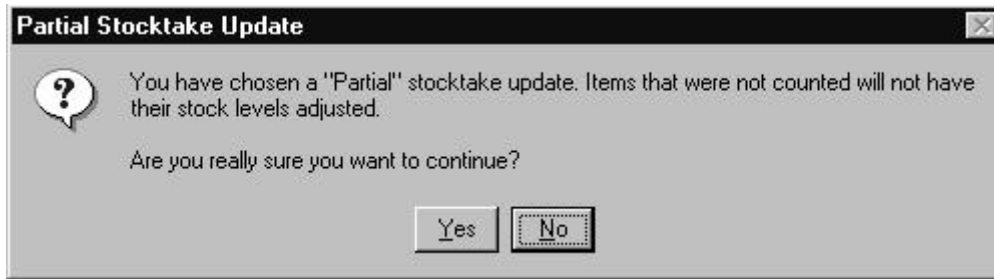 Partial Stocktake Update
You have chosen a "Partial" stocktake update. Items that were not counted will not have
their stock levels adjusted.
Are you really sure you want to continue?
Yes No